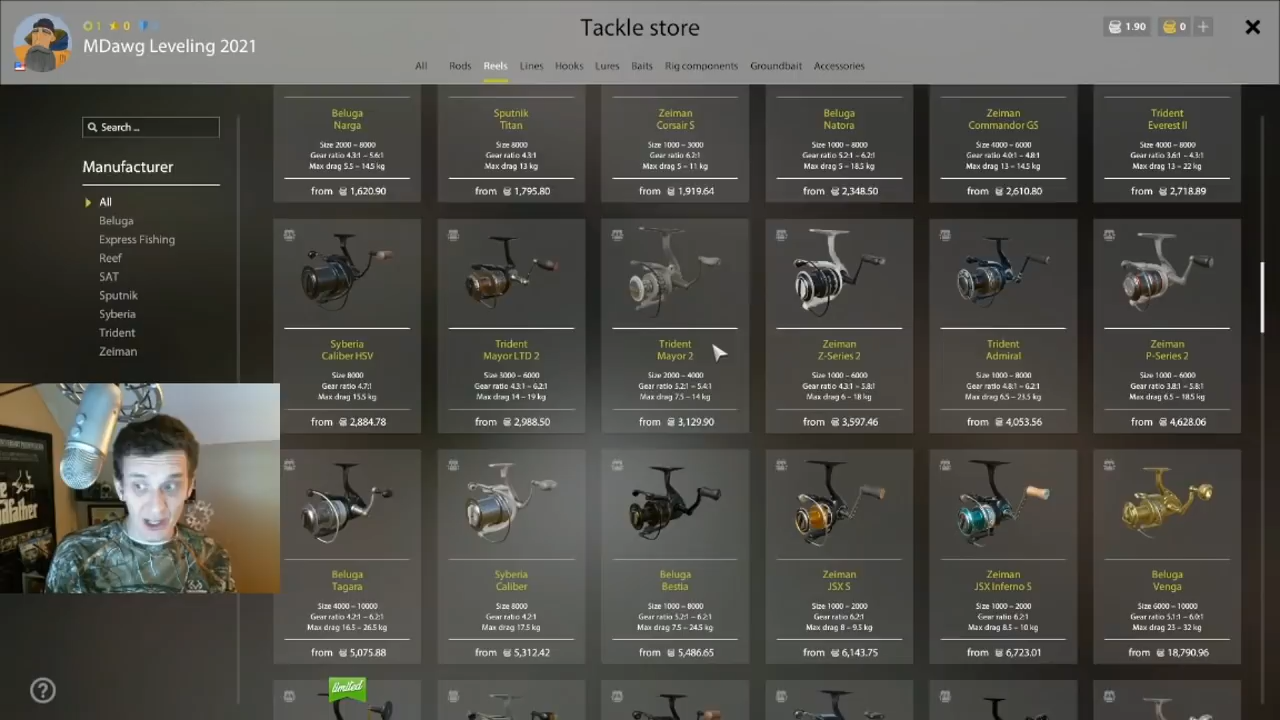 1 0
MDawg Leveling 2021
Tackle store
1.90 0 +
All Rods Reels Lines Hooks Lures Baits Rig components Groundbait Accessories
Search ...
Manufacturer
All
Beluga
Express Fishing
Reef
SAT
Sputnik
Syberia
Trident
Zeiman
Beluga
Narga
Size 2000 – 8000
Gear ratio 4.3:1 – 5.6:1
Max drag 5.5 – 14.5 kg
from 1,620.90
Sputnik
Titan
Size 8000
Gear ratio 4.3:1
Max drag 13 kg
from 1,795.80
Zeiman
Corsair S
Size 1000 – 3000
Gear ratio 6.2:1
Max drag 5 – 11 kg
from 1,919.64
Beluga
Natora
Size 1000 – 8000
Gear ratio 5.2:1 – 6.2:1
Max drag 5 – 18.5 kg
from 2,348.50
Zeiman
Commandor GS
Size 4000 – 6000
Gear ratio 4.0:1 – 4.8:1
Max drag 13 – 14.5 kg
from 2,610.80
Trident
Everest II
Size 4000 – 8000
Gear ratio 3.6:1 – 4.3:1
Max drag 13 – 22 kg
from 2,718.89
Syberia
Caliber HSV
Size 8000
Gear ratio 4.7:1
Max drag 15.5 kg
from 2,884.78
Trident
Mayor LTD 2
Size 3000 – 6000
Gear ratio 4.3:1 – 6.2:1
Max drag 14 – 19 kg
from 2,988.50
Trident
Mayor 2
Size 2000 – 4000
Gear ratio 5.2:1 – 5.4:1
Max drag 7.5 – 14 kg
from 3,129.90
Zeiman
Z-Series 2
Size 1000 – 6000
Gear ratio 4.3:1 – 5.8:1
Max drag 6 – 18 kg
from 3,597.46
Trident
Admiral
Size 1000 – 8000
Gear ratio 4.8:1 – 6.2:1
Max drag 6.5 – 23.5 kg
from 4,053.56
Zeiman
P-Series 2
Size 1000 – 6000
Gear ratio 3.8:1 – 5.8:1
Max drag 6.5 – 18.5 kg
from 4,628.06
Beluga
Tagara
Size 4000 – 10000
Gear ratio 4.2:1 – 6.2:1
Max drag 16.5 – 26.5 kg
from 5,075.88
Syberia
Caliber
Size 8000
Gear ratio 4.2:1
Max drag 17.5 kg
from 5,312.42
Beluga
Bestia
Size 1000 – 8000
Gear ratio 5.2:1 – 6.2:1
Max drag 7.5 – 24.5 kg
from 5,486.65
Zeiman
JSX S
Size 1000 – 2000
Gear ratio 6.2:1
Max drag 8 – 9.5 kg
from 6,143.75
Zeiman
JSX Inferno S
Size 1000 – 2000
Gear ratio 6.2:1
Max drag 8.5 – 10 kg
from 6,723.01
Beluga
Venga
Size 6000 – 10000
Gear ratio 5.1:1 – 6.0:1
Max drag 23 – 32 kg
from 18,790.96
limited
?